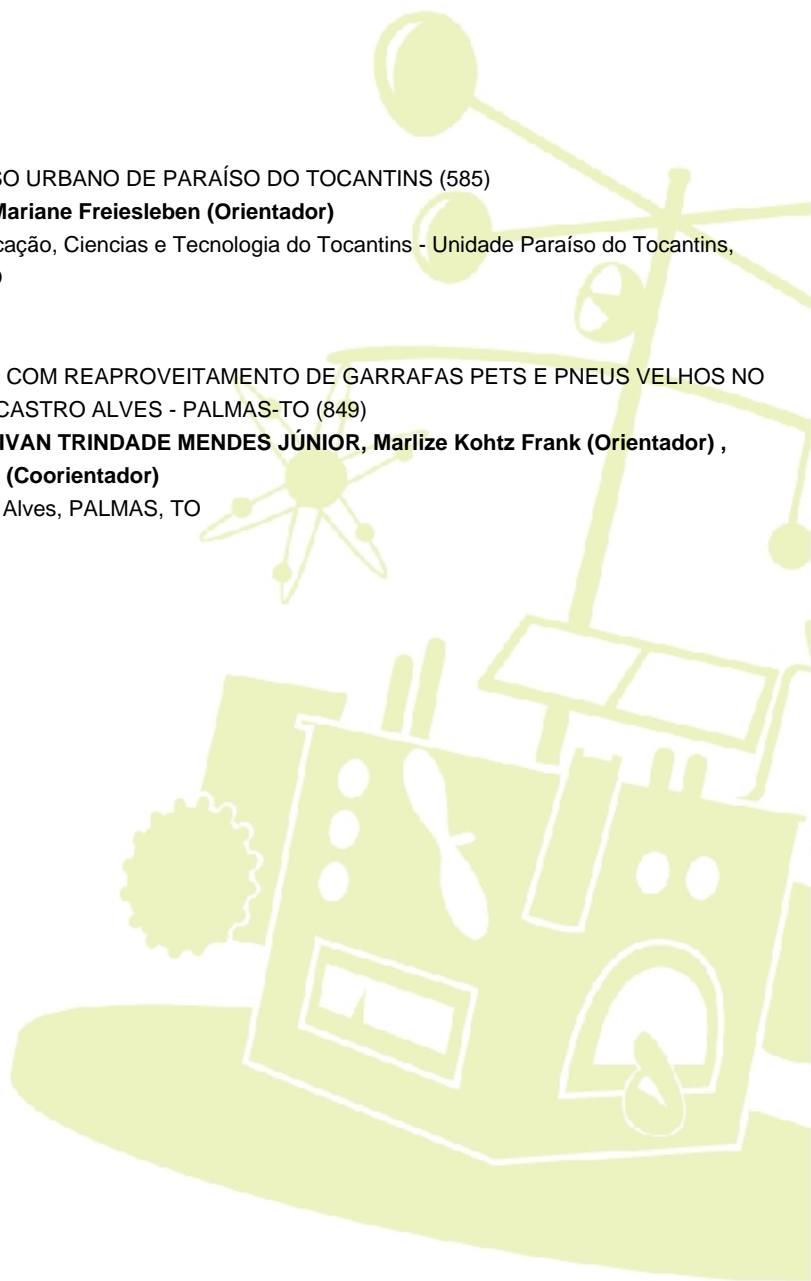 SO URBANO DE PARAÍSO DO TOCANTINS (585)
Mariane Freiesleben (Orientador)
cação, Ciencias e Tecnologia do Tocantins - Unidade Paraíso do Tocantins,
COM REAPROVEITAMENTO DE GARRAFAS PETS E PNEUS VELHOS NO
CASTRO ALVES - PALMAS-TO (849)
IVAN TRINDADE MENDES JÚNIOR, Marlize Kohtz Frank (Orientador) ,
(Coorientador)
Alves, PALMAS, TO